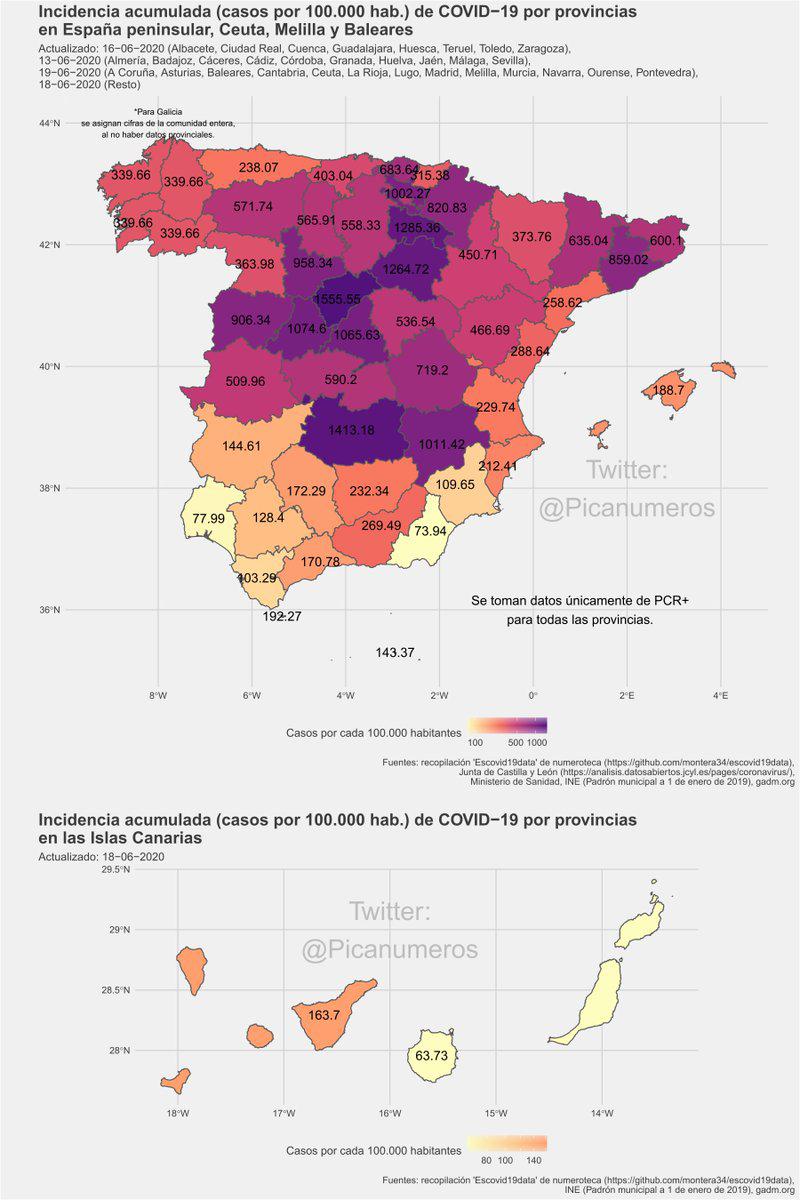 Incidencia acumulada (casos por 100.000 hab.) de COVID−19 por provincias
en España peninsular, Ceuta, Melilla y Baleares
Actualizado: 16−06−2020 (Albacete, Ciudad Real, Cuenca, Guadalajara, Huesca, Teruel, Toledo, Zaragoza),
13−06−2020 (Almería, Badajoz, Cáceres, Cádiz, Córdoba, Granada, Huelva, Jaén, Málaga, Sevilla),
19−06−2020 (A Coruña, Asturias, Baleares, Cantabria, Ceuta, La Rioja, Lugo, Madrid, Melilla, Murcia, Navarra, Ourense, Pontevedra),
18−06−2020 (Resto)
*Para Galicia
se asignan cifras de la comunidad entera,
al no haber datos provinciales.
44°N
339.66
339.66
238.07
403.04
683.64
315.38
1002.27
571.74
565.91
558.33
1285.36
820.83
339.66
339.66
42°N
363.98
958.34
1264.72
450.71
373.76
635.04
859.02
600.1
1555.55
906.34
1074.6
1065.63
536.54
466.69
258.62
288.64
40°N
509.96
590.2
719.2
229.74
188.7
144.61
1413.18
1011.42
212.41
109.65
Twitter:
@Picanumeros
38°N
77.99
128.4
172.29
232.34
269.49
73.94
170.78
103.29
36°N
192.27
143.37
Se toman datos únicamente de PCR+
para todas las provincias.
8°W 6°W 4°W 2°W 0° 2°E 4°E
Casos por cada 100.000 habitantes
100 500 1000
Fuentes: recopilación 'Escovid19data' de numeroteca (https://github.com/montera34/escovid19data),
Junta de Castilla y León (https://analisis.datosabiertos.jcyl.es/pages/coronavirus/),
Ministerio de Sanidad, INE (Padrón municipal a 1 de enero de 2019), gadm.org
Incidencia acumulada (casos por 100.000 hab.) de COVID−19 por provincias
en las Islas Canarias
Actualizado: 18−06−2020
29.5°N
Twitter:
@Picanumeros
29°N
28.5°N
163.7
28°N
63.73
18°W 17°W 16°W 15°W 14°W
Casos por cada 100.000 habitantes
80 100 140
Fuentes: recopilación 'Escovid19data' de numeroteca (https://github.com/montera34/escovid19data),
INE (Padrón municipal a 1 de enero de 2019), gadm.org